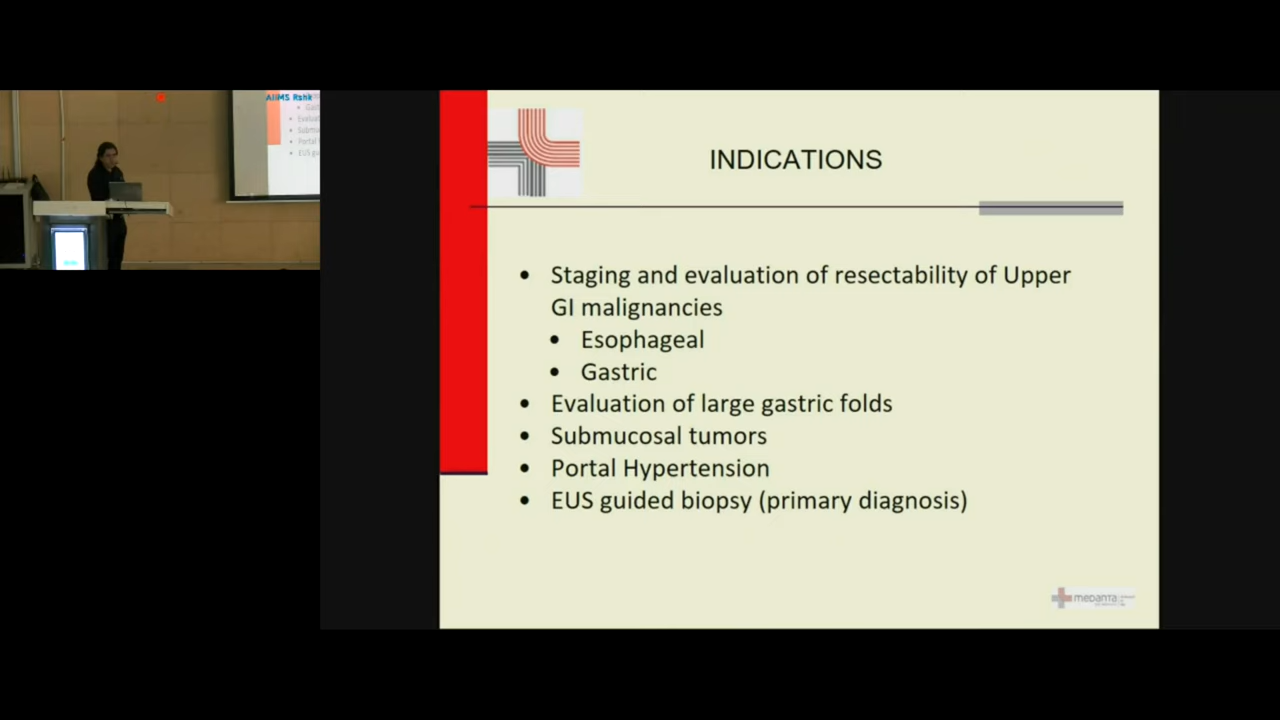 AIIMS Rishi
INDICATIONS
• Staging and evaluation of resectability of Upper
GI malignancies
• Esophageal
• Gastric
• Evaluation of large gastric folds
• Submucosal tumors
• Portal Hypertension
• EUS guided biopsy (primary diagnosis)
medanta